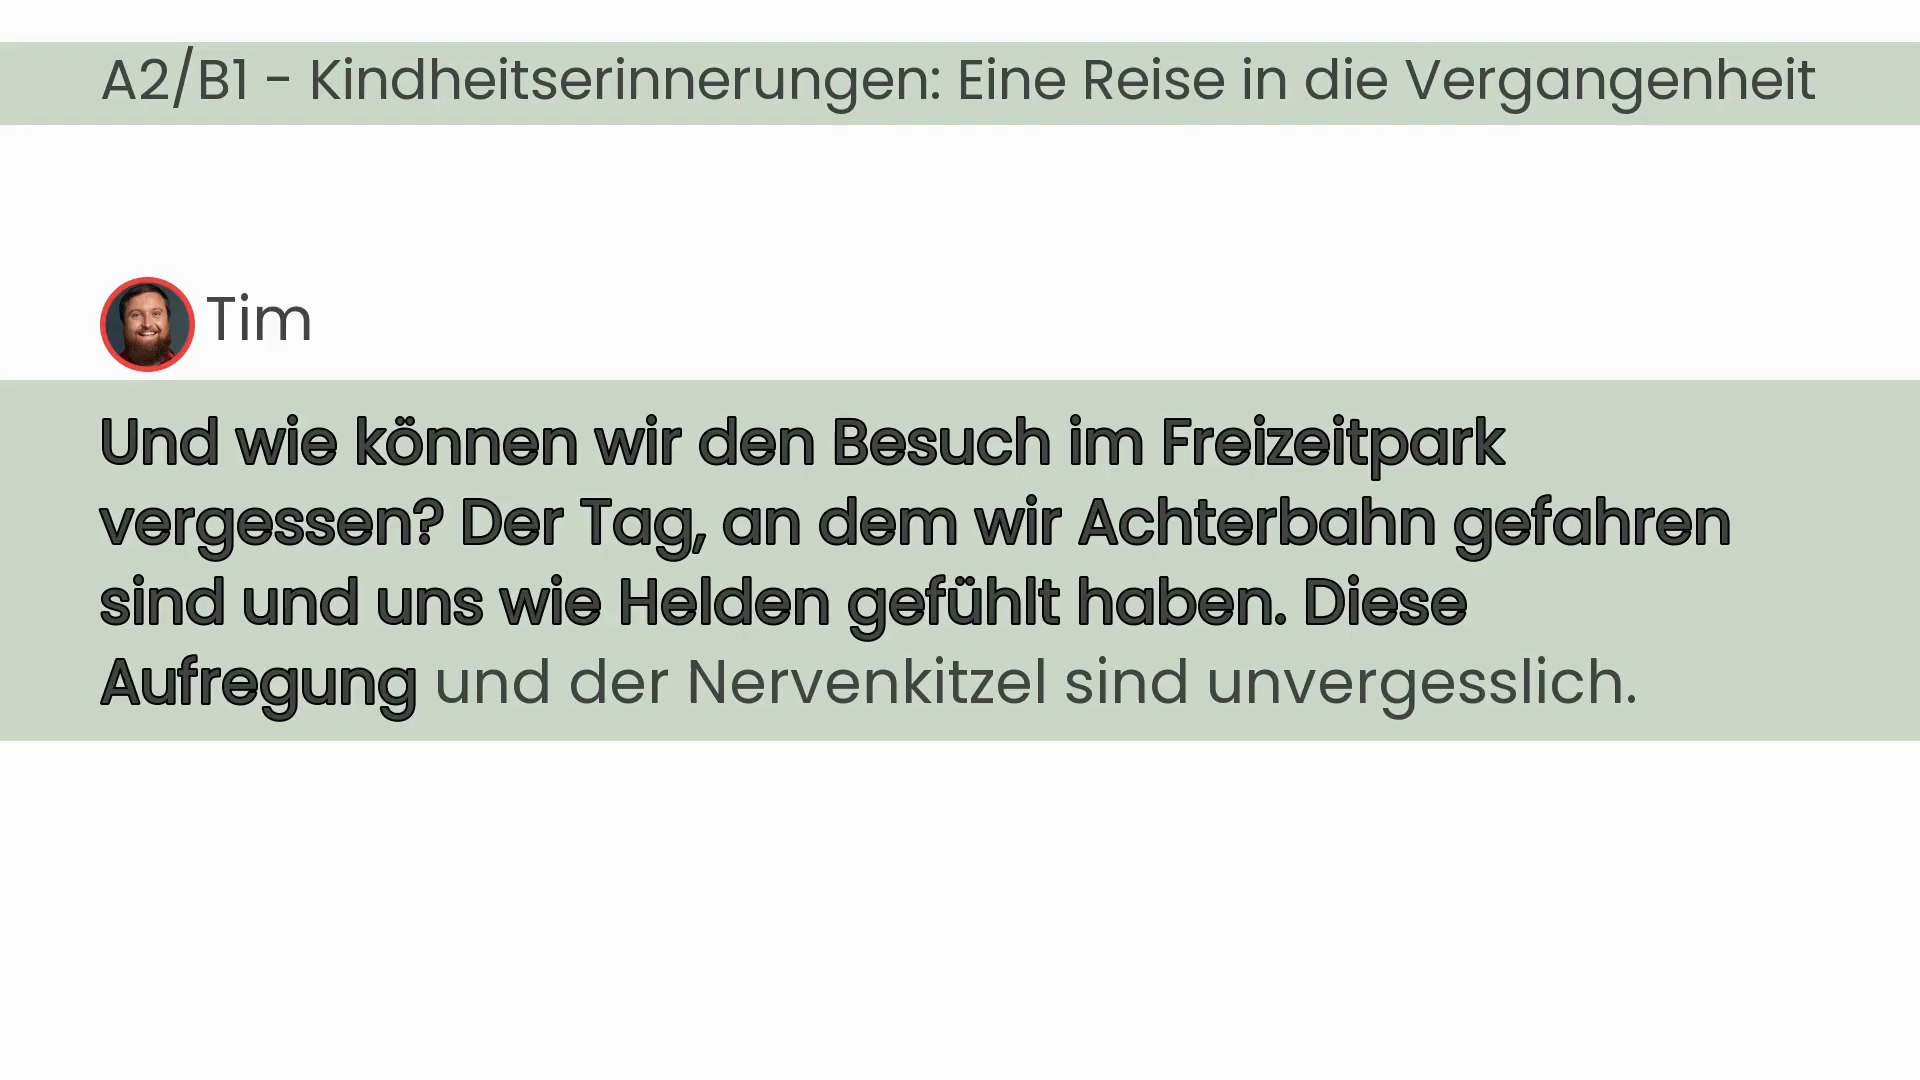 A2/B1 - Kindheitserinnerungen: Eine Reise in die Vergangenheit
Tim
Und wie können wir den Besuch im Freizeitpark
vergessen? Der Tag, an dem wir Achterbahn gefahren
sind und uns wie Helden gefühlt haben. Diese
Aufregung und der Nervenkitzel sind unvergesslich.